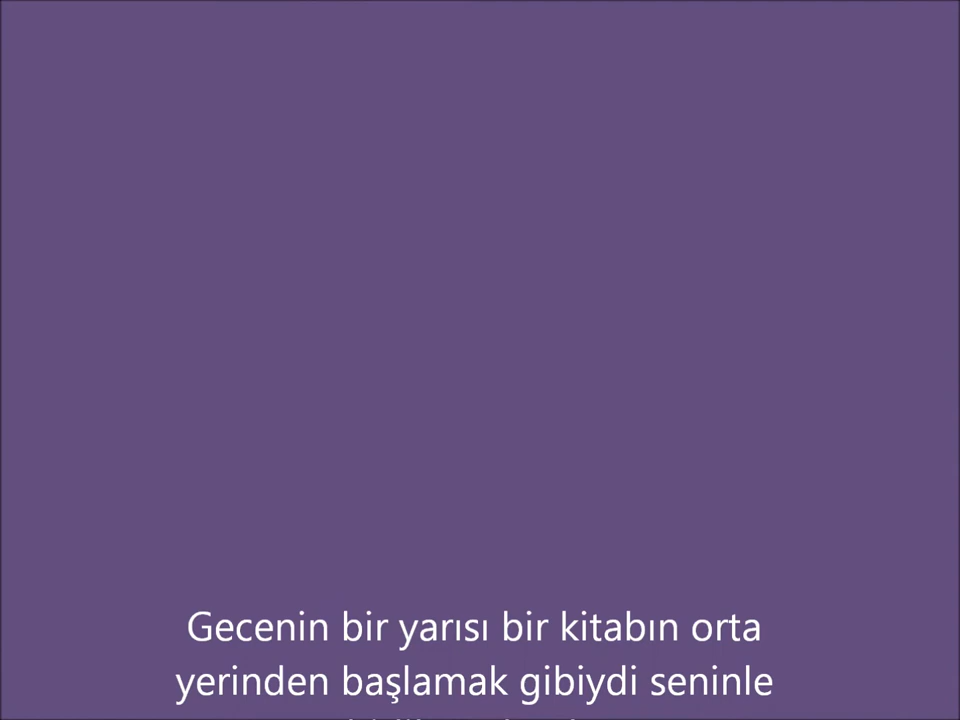 Gecenin bir yarısı bir kitabın orta
yerinden başlamak gibiydi seninle